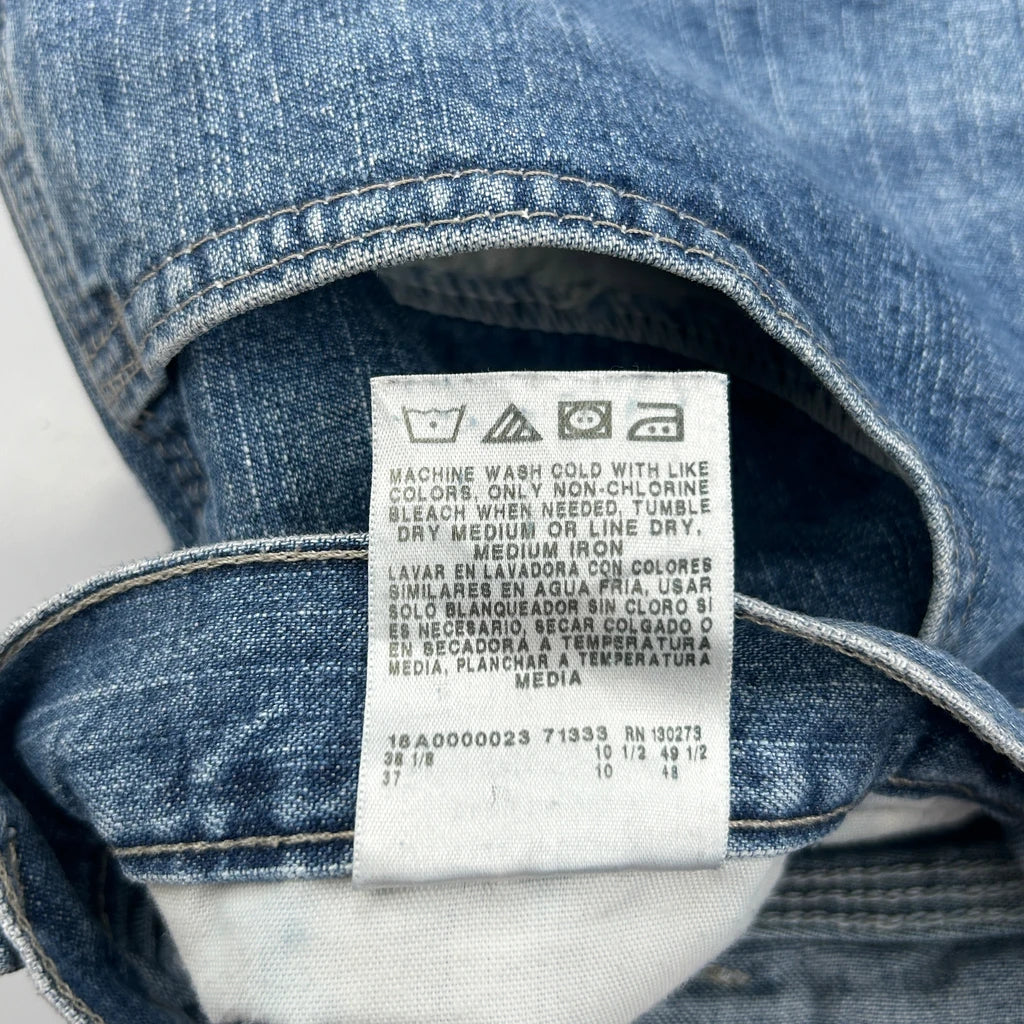 MACHINE WASH COLD WITH LIKE
COLORS. ONLY NON-CHLORINE
BLEACH WHEN NEEDED, TUMBLE
DRY MEDIUM OR LINE DRY.
MEDIUM IRON
LAVAR EN LAVADORA CON COLORES
SIMILARES EN AGUA FRIA, USAR
SOLO BLANQUEADOR SIN CLORO SI
ES NECESARIO, SECAR COLGADO O
EN SECADORA A TEMPERATURA
MEDIA, PLANCHAR A TEMPERATURA
MEDIA
16A0000023 71333 RN 130273
36 1/8 10 1/2 49 1/2
37 10 48